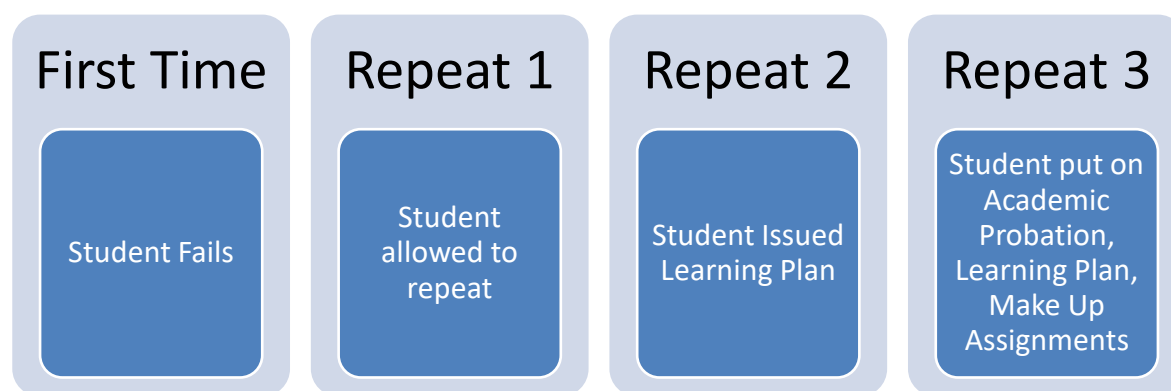 First Time
Student Fails
Repeat 1
Student
allowed to
repeat
Repeat 2
Student Issued
Learning Plan
Repeat 3
Student put on
Academic
Probation,
Learning Plan,
Make Up
Assignments